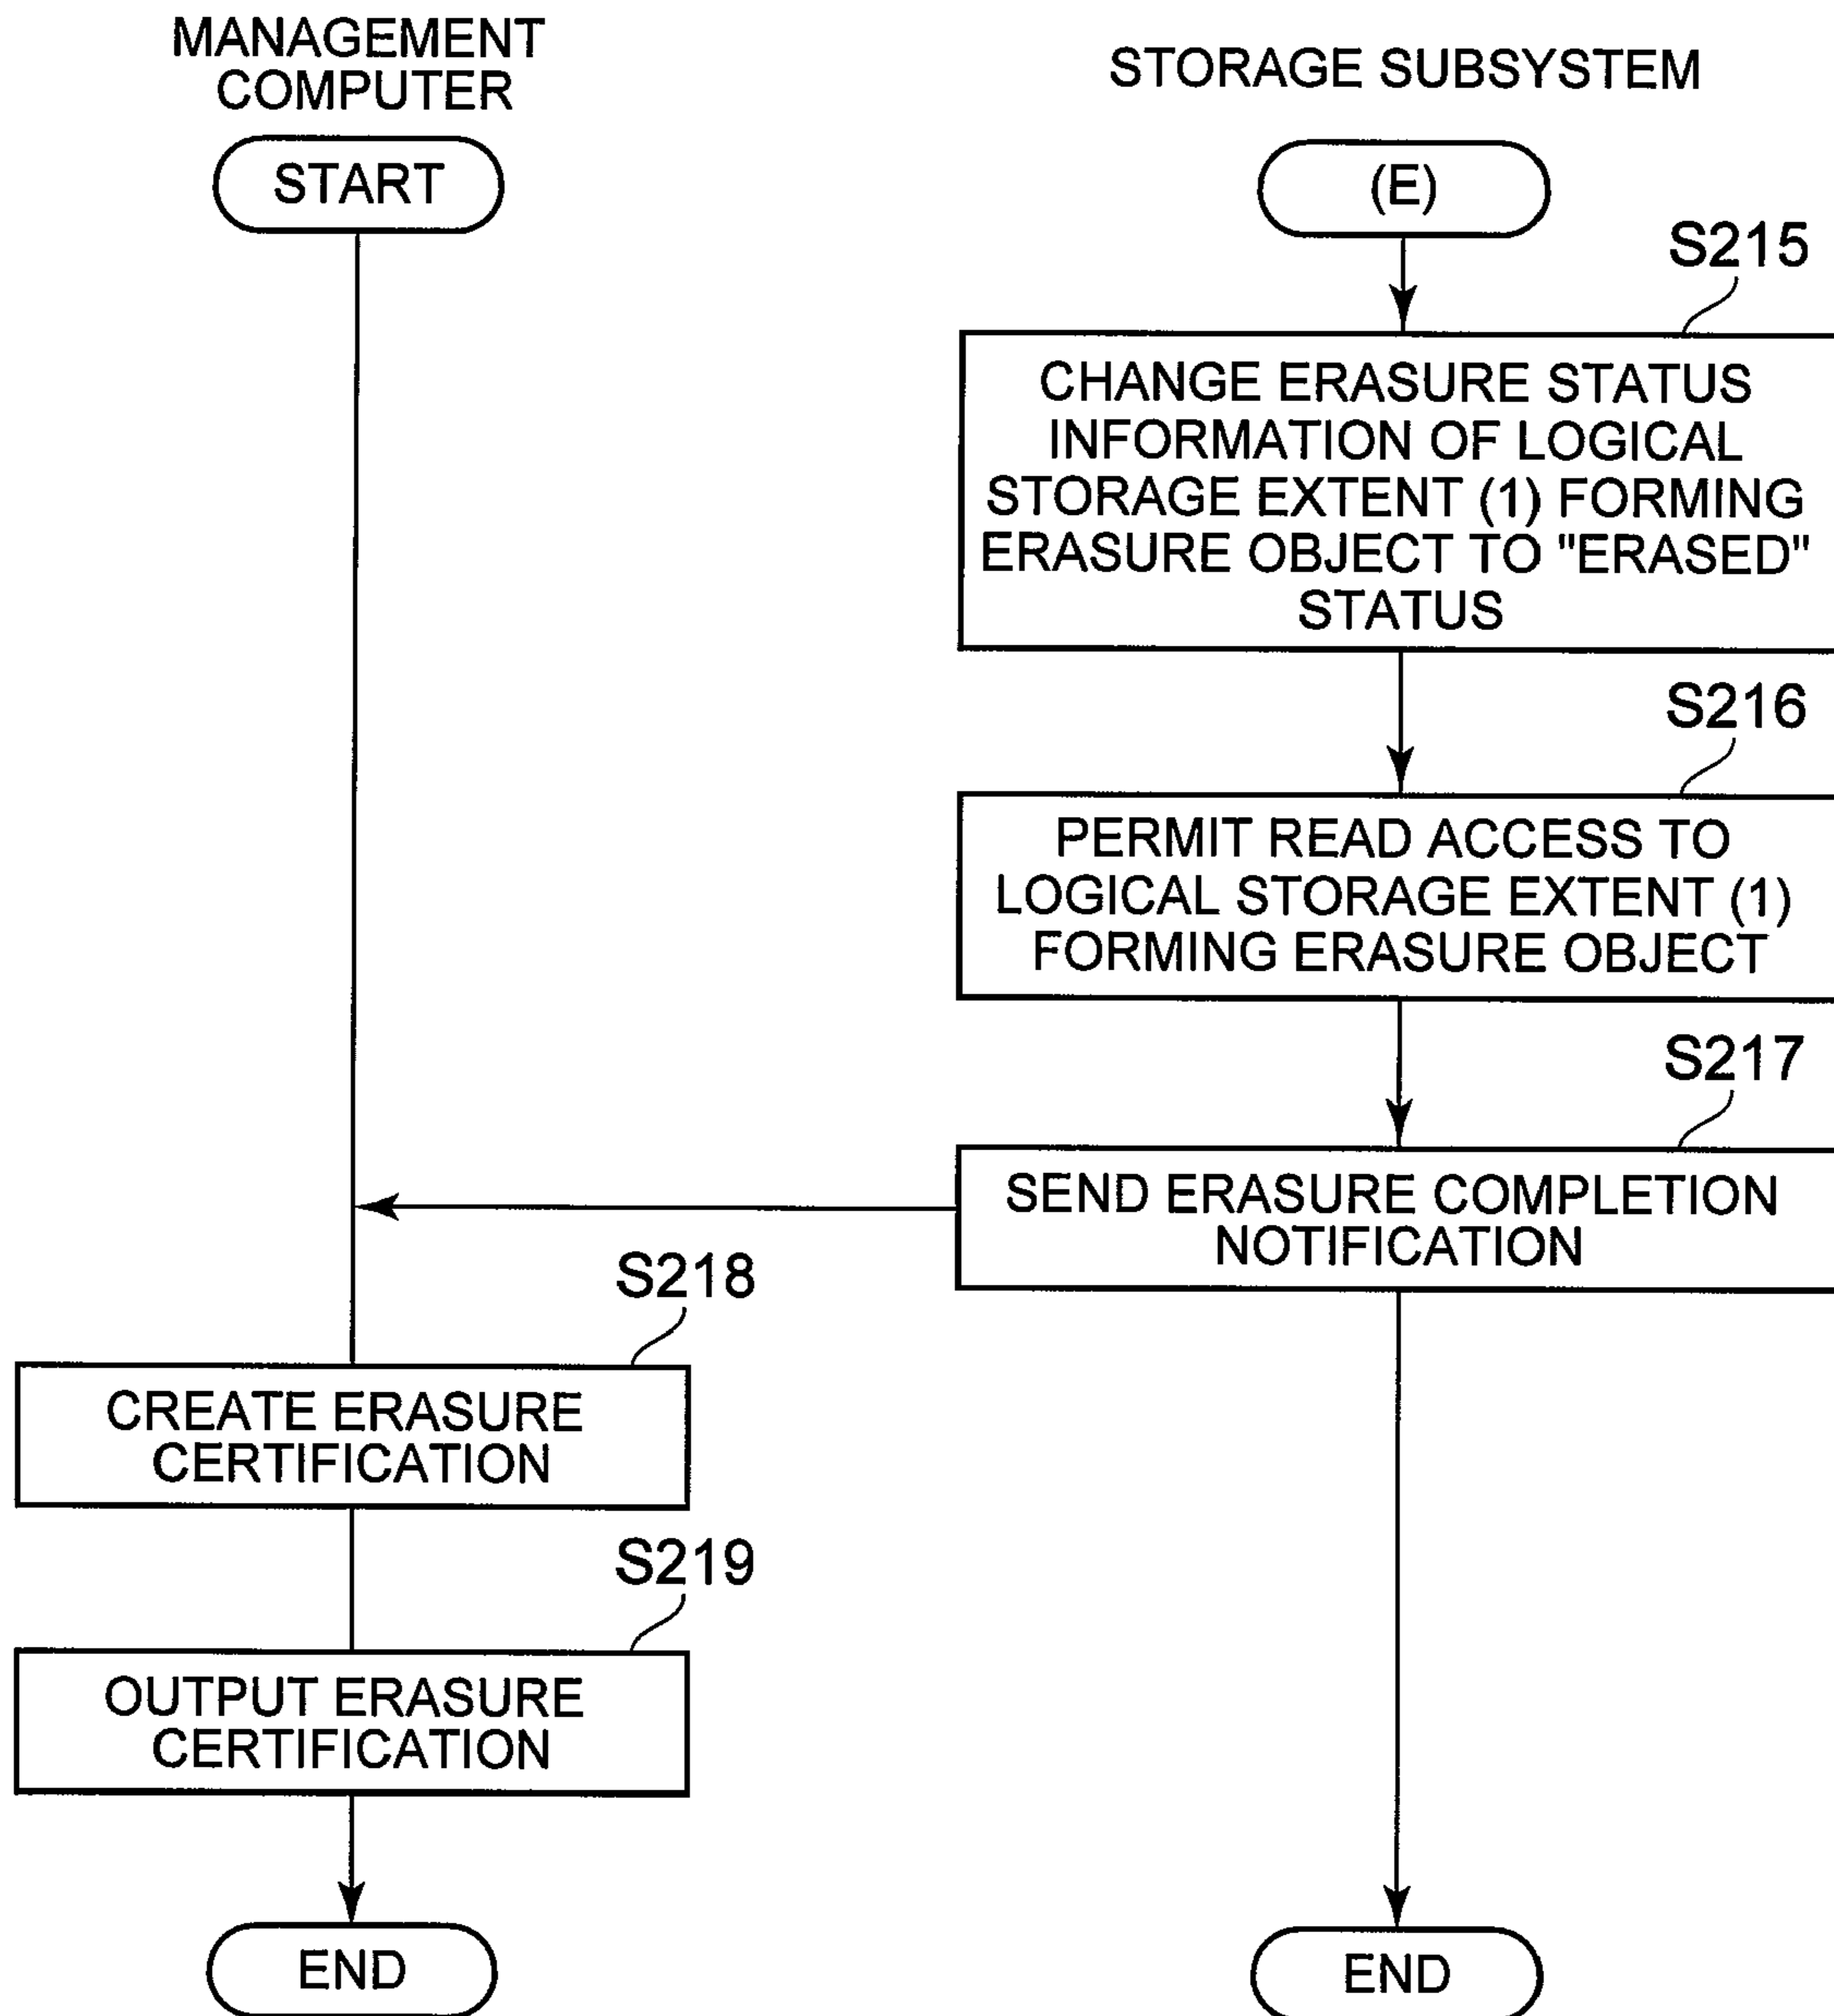 MANAGEMENT
COMPUTER
STORAGE SUBSYSTEM
START
(E)
S215
CHANGE ERASURE STATUS
INFORMATION OF LOGICAL
STORAGE EXTENT (1) FORMING
ERASURE OBJECT TO "ERASED"
STATUS
S216
PERMIT READ ACCESS TO
LOGICAL STORAGE EXTENT (1)
FORMING ERASURE OBJECT
S217
SEND ERASURE COMPLETION
NOTIFICATION
S218
CREATE ERASURE
CERTIFICATION
S219
OUTPUT ERASURE
CERTIFICATION
END
END